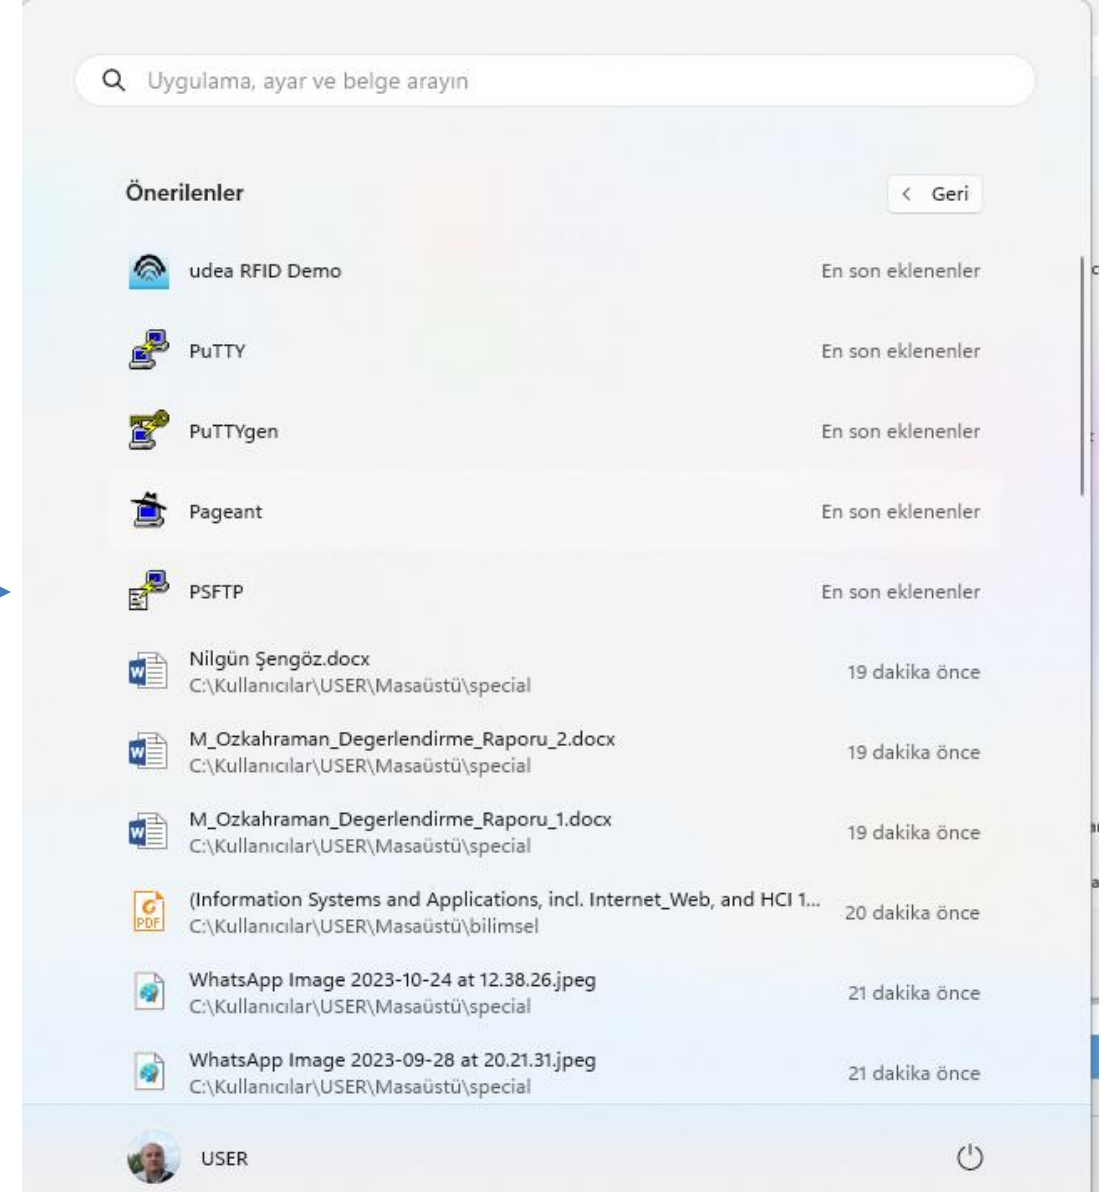 Uygulama, ayar ve belge arayın
Önerilenler
Geri
udea RFID Demo
En son eklenenler
PuTTY
En son eklenenler
PuTTYgen
En son eklenenler
Pageant
En son eklenenler
PSFTP
En son eklenenler
Nilgün Şengöz.docx
C:\Kullanıcılar\USER\Masaüstü\special
19 dakika önce
M_Ozkahraman_Degerlendirme_Raporu_2.docx
C:\Kullanıcılar\USER\Masaüstü\special
19 dakika önce
M_Ozkahraman_Degerlendirme_Raporu_1.docx
C:\Kullanıcılar\USER\Masaüstü\special
19 dakika önce
(Information Systems and Applications, incl. Internet_Web, and HCI 1...
C:\Kullanıcılar\USER\Masaüstü\bilimsel
20 dakika önce
PDF
WhatsApp Image 2023-10-24 at 12.38.26.jpeg
C:\Kullanıcılar\USER\Masaüstü\special
21 dakika önce
WhatsApp Image 2023-09-28 at 20.21.31.jpeg
C:\Kullanıcılar\USER\Masaüstü\special
21 dakika önce
USER